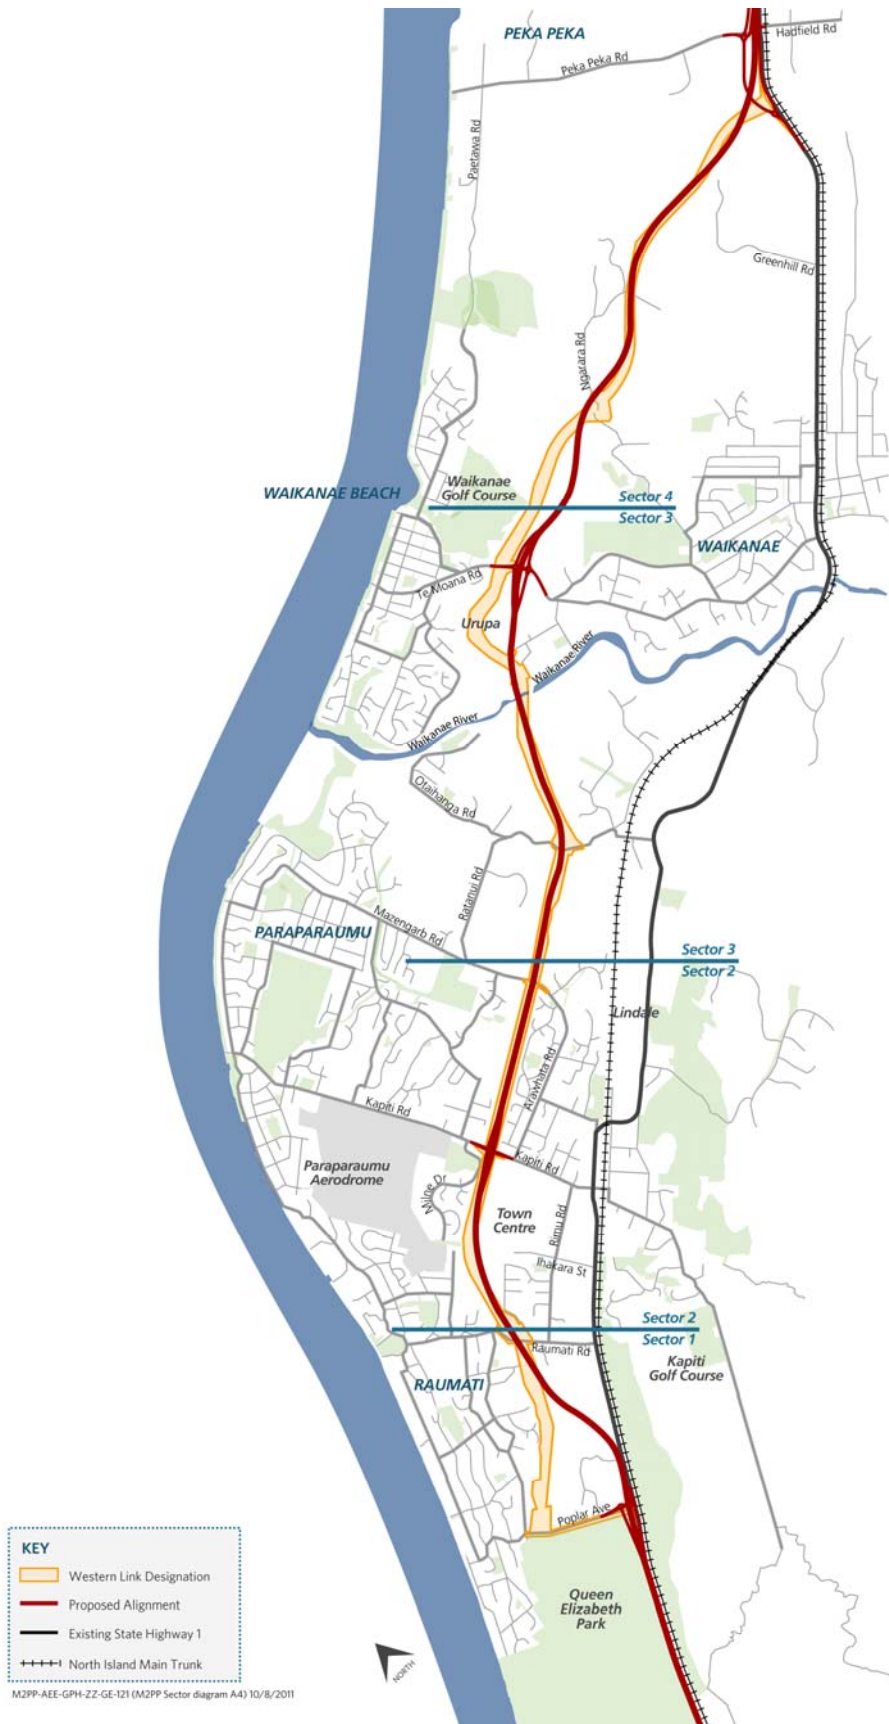 PEKA PEKA
Hadfield Rd
Peka Peka Rd
Paetawa Rd
Greenhill Rd
Ngarara Rd
Waikanae
Golf Course
WAIKANAE BEACH
Sector 4
Sector 3
WAIKANAE
Te Moana Rd
Urupa
Waikanae River
Waikanae River
Otaihanga Rd
Ratanui Rd
Mazengarb Rd
PARAPARAUMU
Sector 3
Sector 2
Lindale
Arawhata Rd
Kapiti Rd
Kapiti Rd
Paraparaumu
Aerodrome
Milne Dr
Town
Centre
Rimu Rd
Ihakara St
Sector 2
Sector 1
Raumati Rd
Kapiti
Golf Course
RAUMATI
Poplar Ave
Queen
Elizabeth
Park
KEY
Western Link Designation
Proposed Alignment
Existing State Highway 1
North Island Main Trunk
NORTH
M2PP-AEE-GPH-ZZ-GE-121 (M2PP Sector diagram A4) 10/8/2011